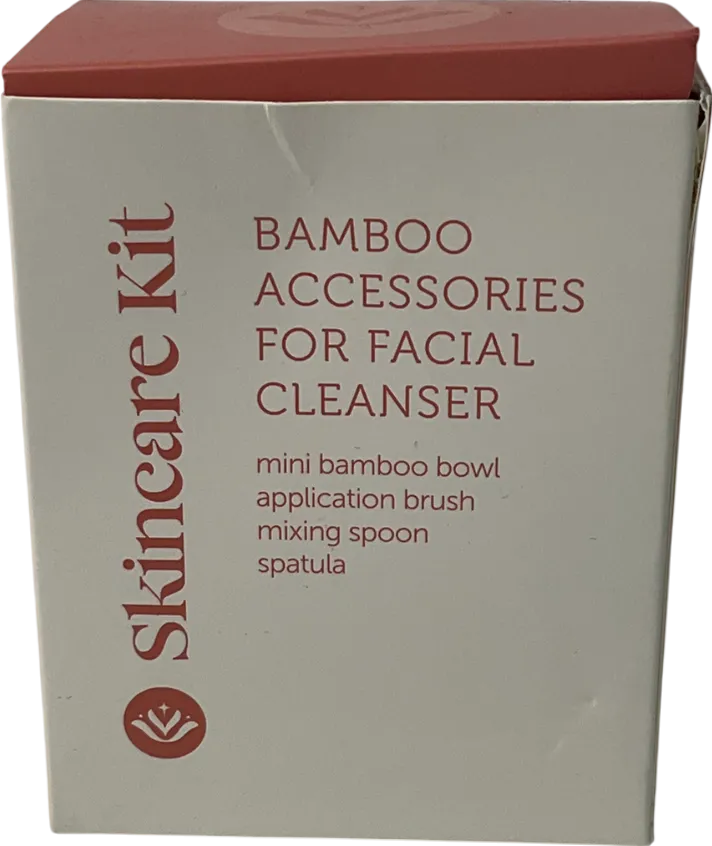 Skincare Kit
BAMBOO
ACCESSORIES
FOR FACIAL
CLEANSER
mini bamboo bowl
application brush
mixing spoon
spatula